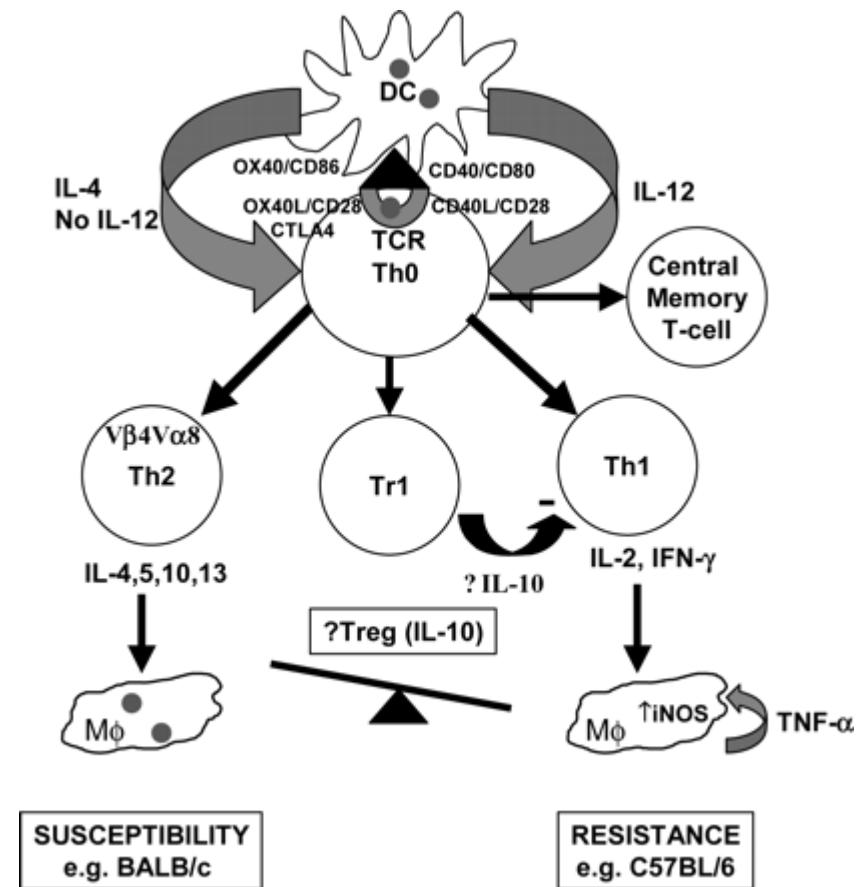 DC
OX40/CD86
CD40/CD80
IL-4
No IL-12
IL-12
OX40L/CD28
CD40L/CD28
CTLA4
TCR
Th0
Central
Memory
T-cell
Vβ4Vα8
Th2
Tr1
Th1
-
IL-4,5,10,13
? IL-10
IL-2, IFN-γ
?Treg (IL-10)
Mϕ
Mϕ
↑iNOS
TNF-α
SUSCEPTIBILITY
e.g. BALB/c
RESISTANCE
e.g. C57BL/6